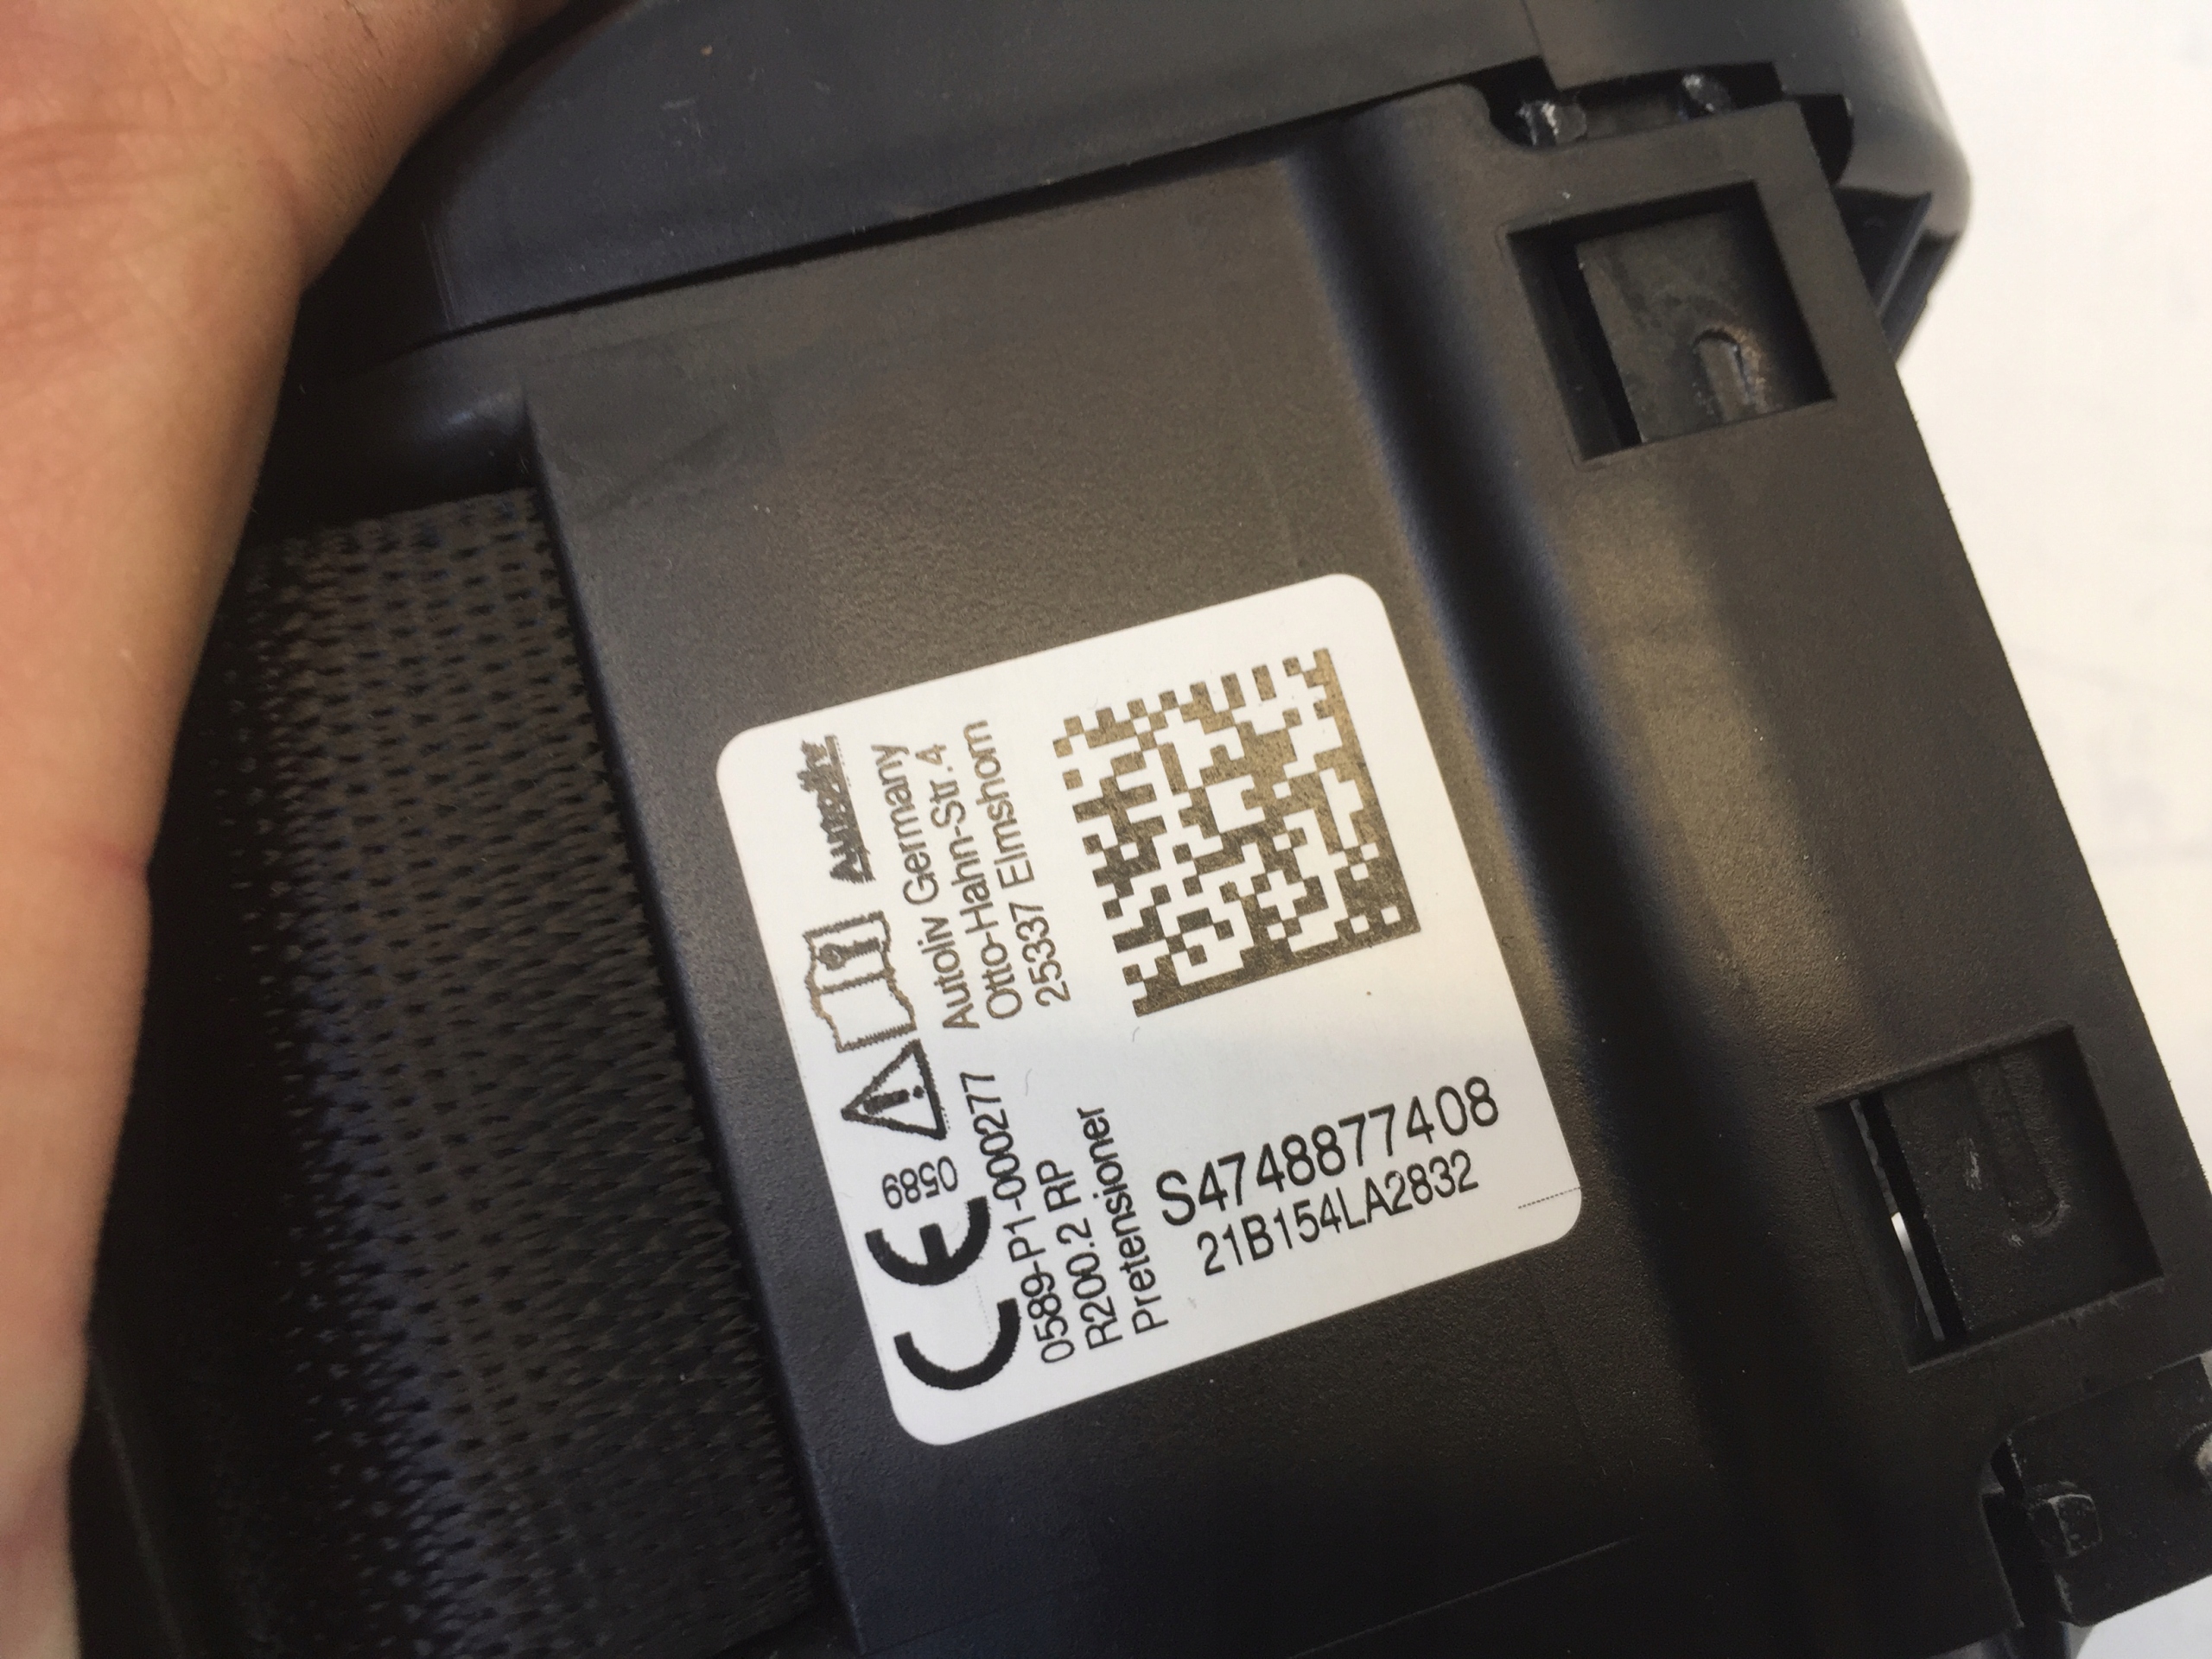 Autoliv
CE 0589
0589-P1-000277
R200.2 RP
Pretensioner
Autoliv Germany
Otto-Hahn-Str.4
25337 Elmshorn
S4748877408
21B154LA2832